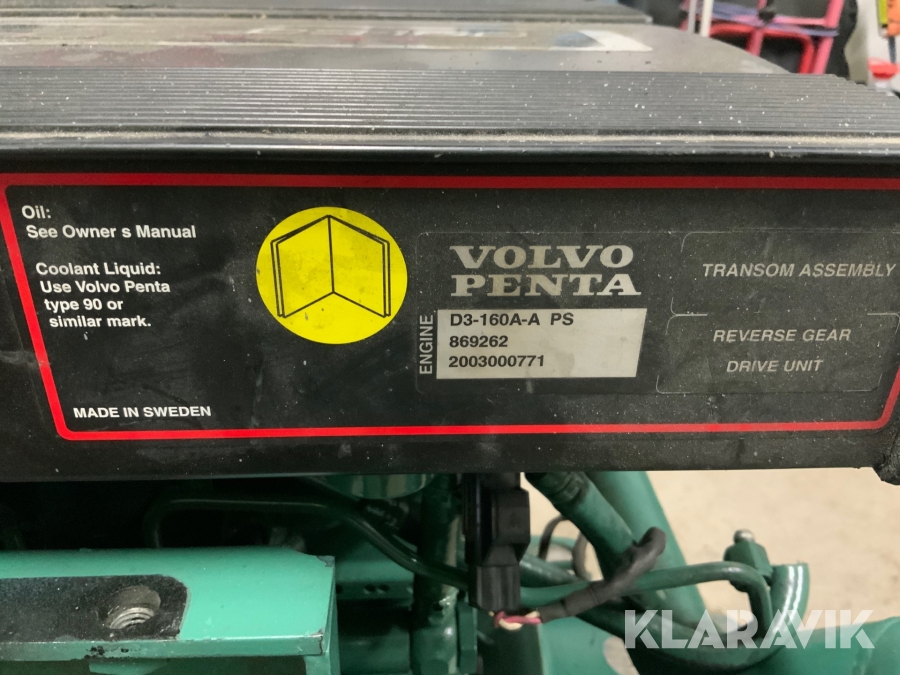 Oil:
See Owner s Manual
Coolant Liquid:
Use Volvo Penta
type 90 or
similar mark.
MADE IN SWEDEN
VOLVO
PENTA
ENGINE
D3-160A-A PS
869262
2003000771
TRANSOM ASSEMBLY
REVERSE GEAR
DRIVE UNIT
KLARAVIK